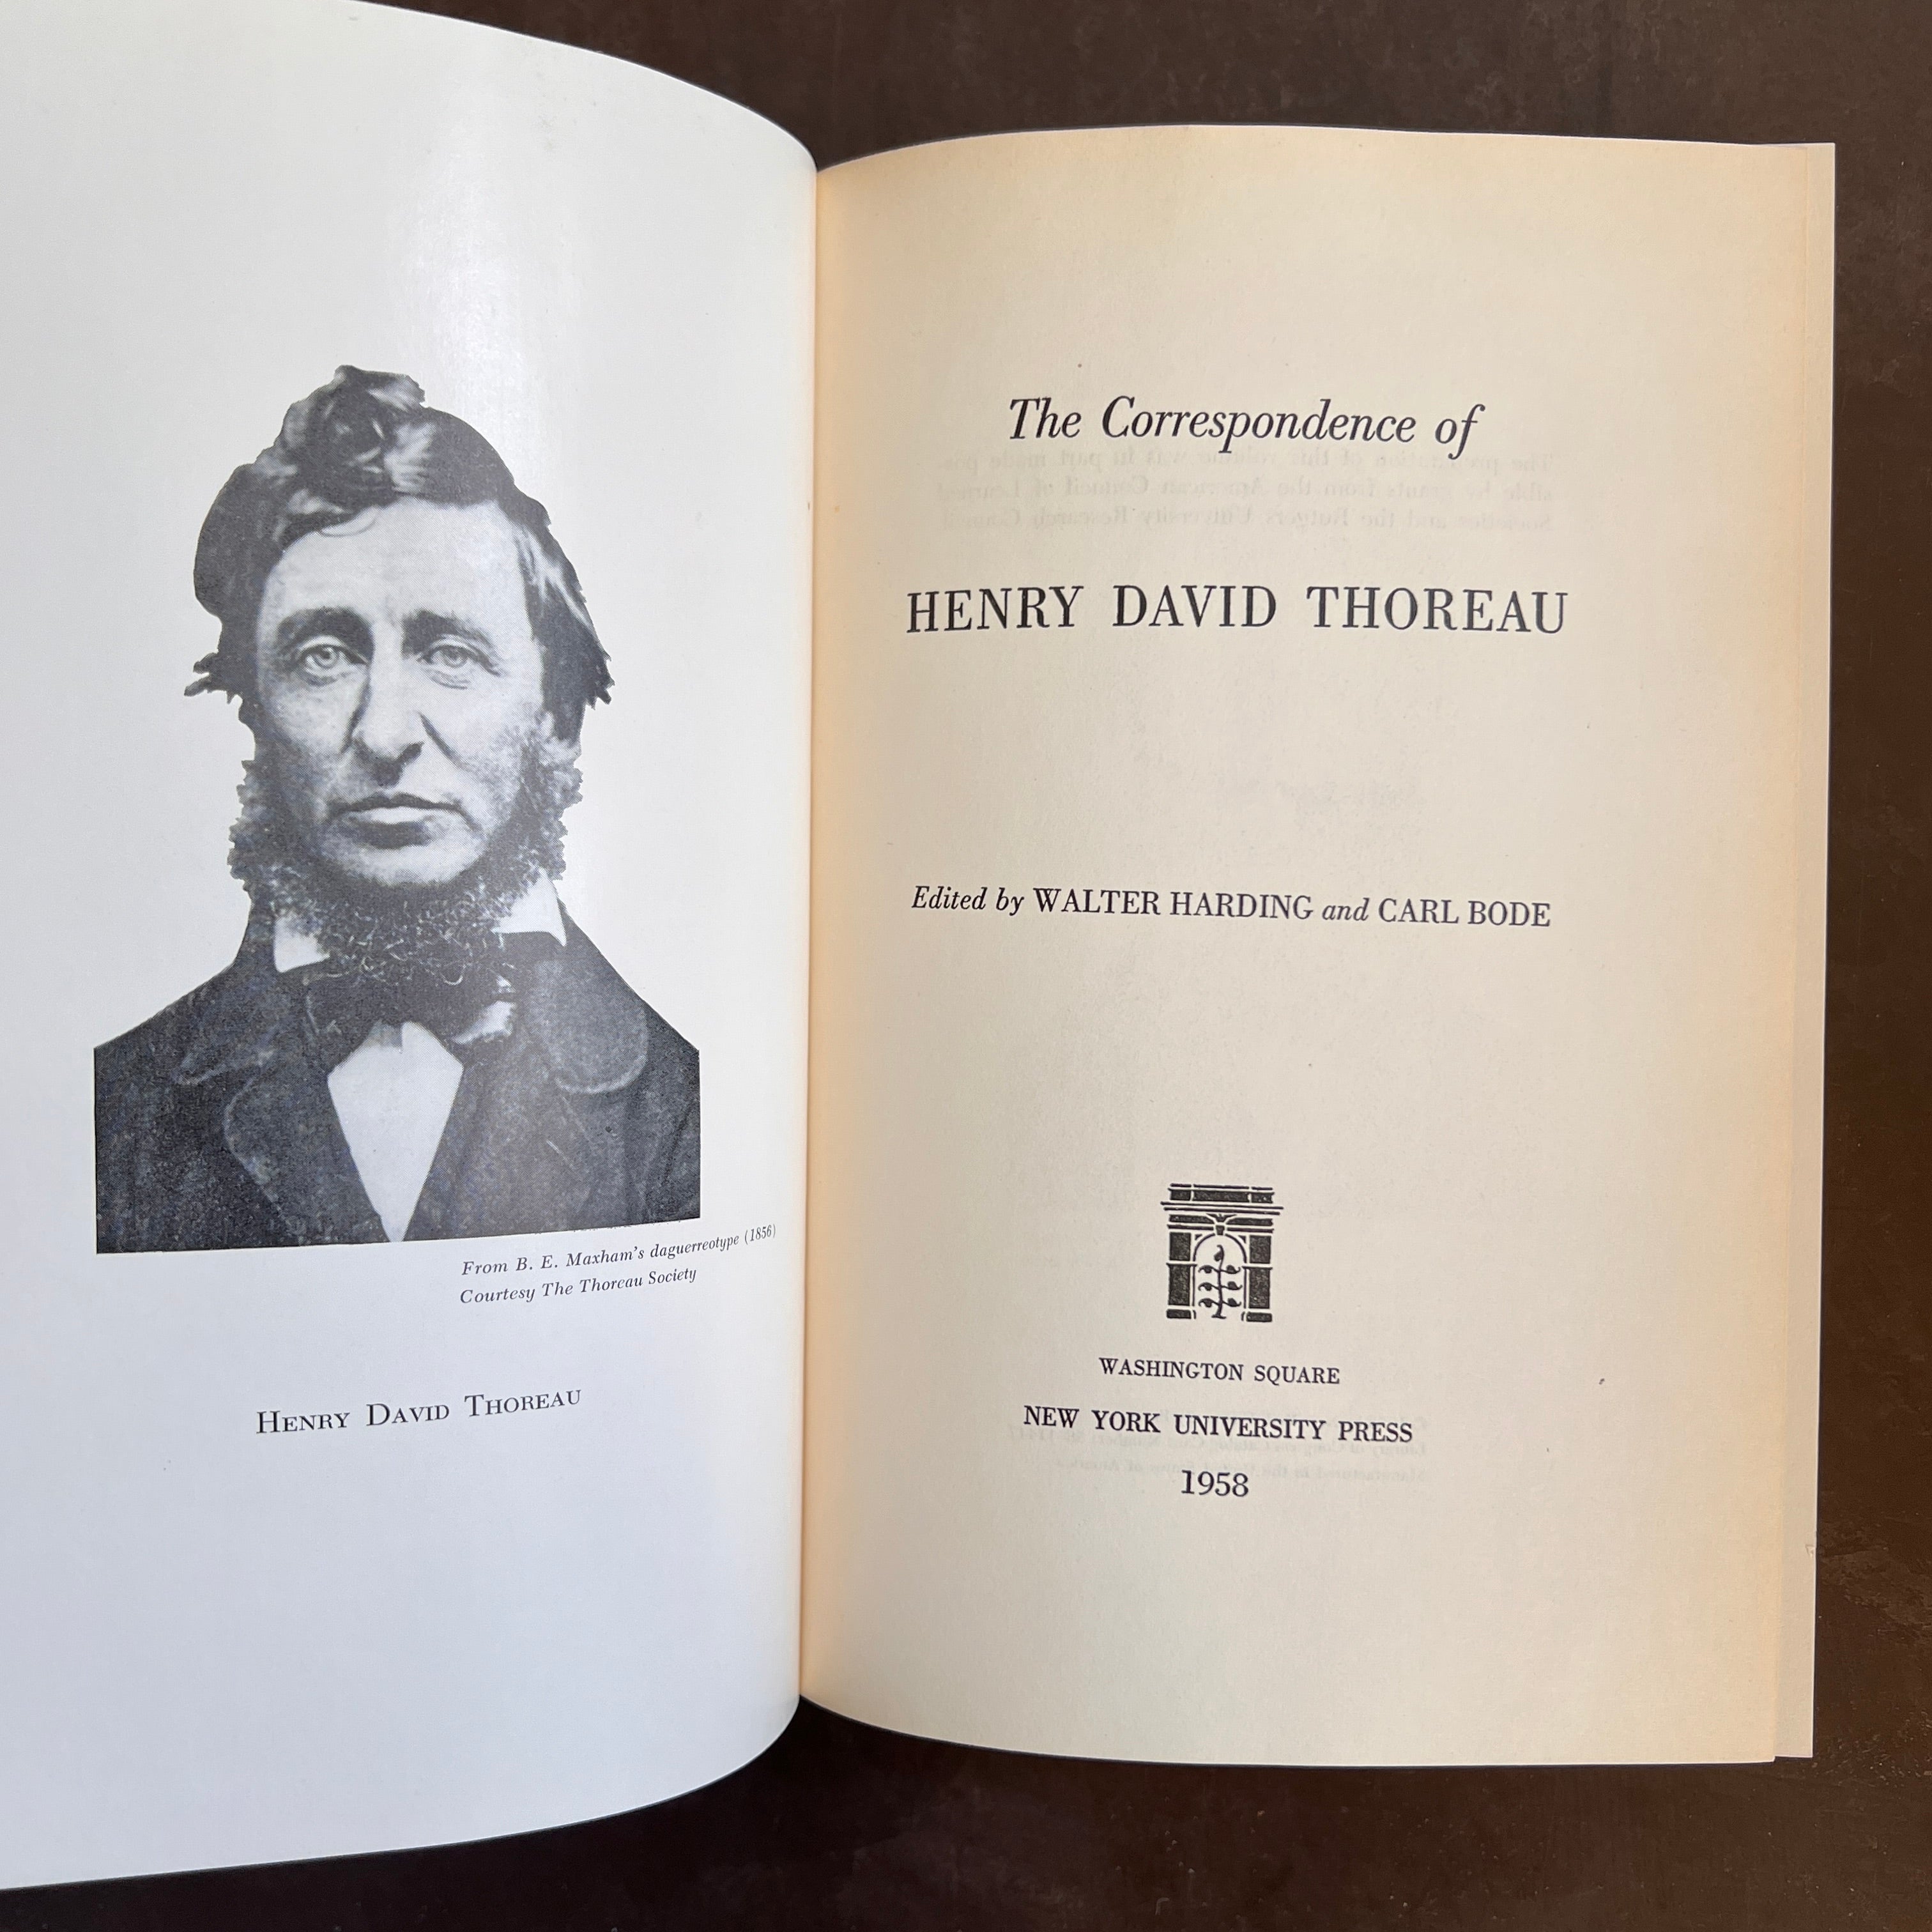 From B. E. Maxham's daguerreotype (1856)
Courtesy The Thoreau Society
HENRY DAVID THOREAU
The Correspondence of
HENRY DAVID THOREAU
Edited by WALTER HARDING and CARL BODE
WASHINGTON SQUARE
NEW YORK UNIVERSITY PRESS
1958